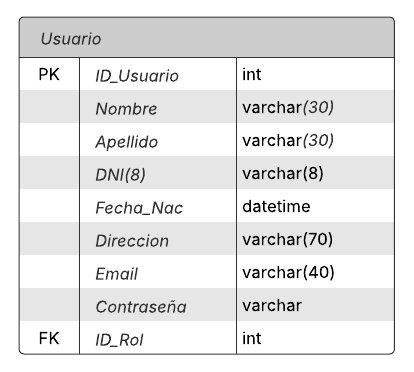 Usuario
PK ID_Usuario int
Nombre varchar(30)
Apellido varchar(30)
DNI(8) varchar(8)
Fecha_Nac datetime
Direccion varchar(70)
Email varchar(40)
Contraseña varchar
FK ID_Rol int